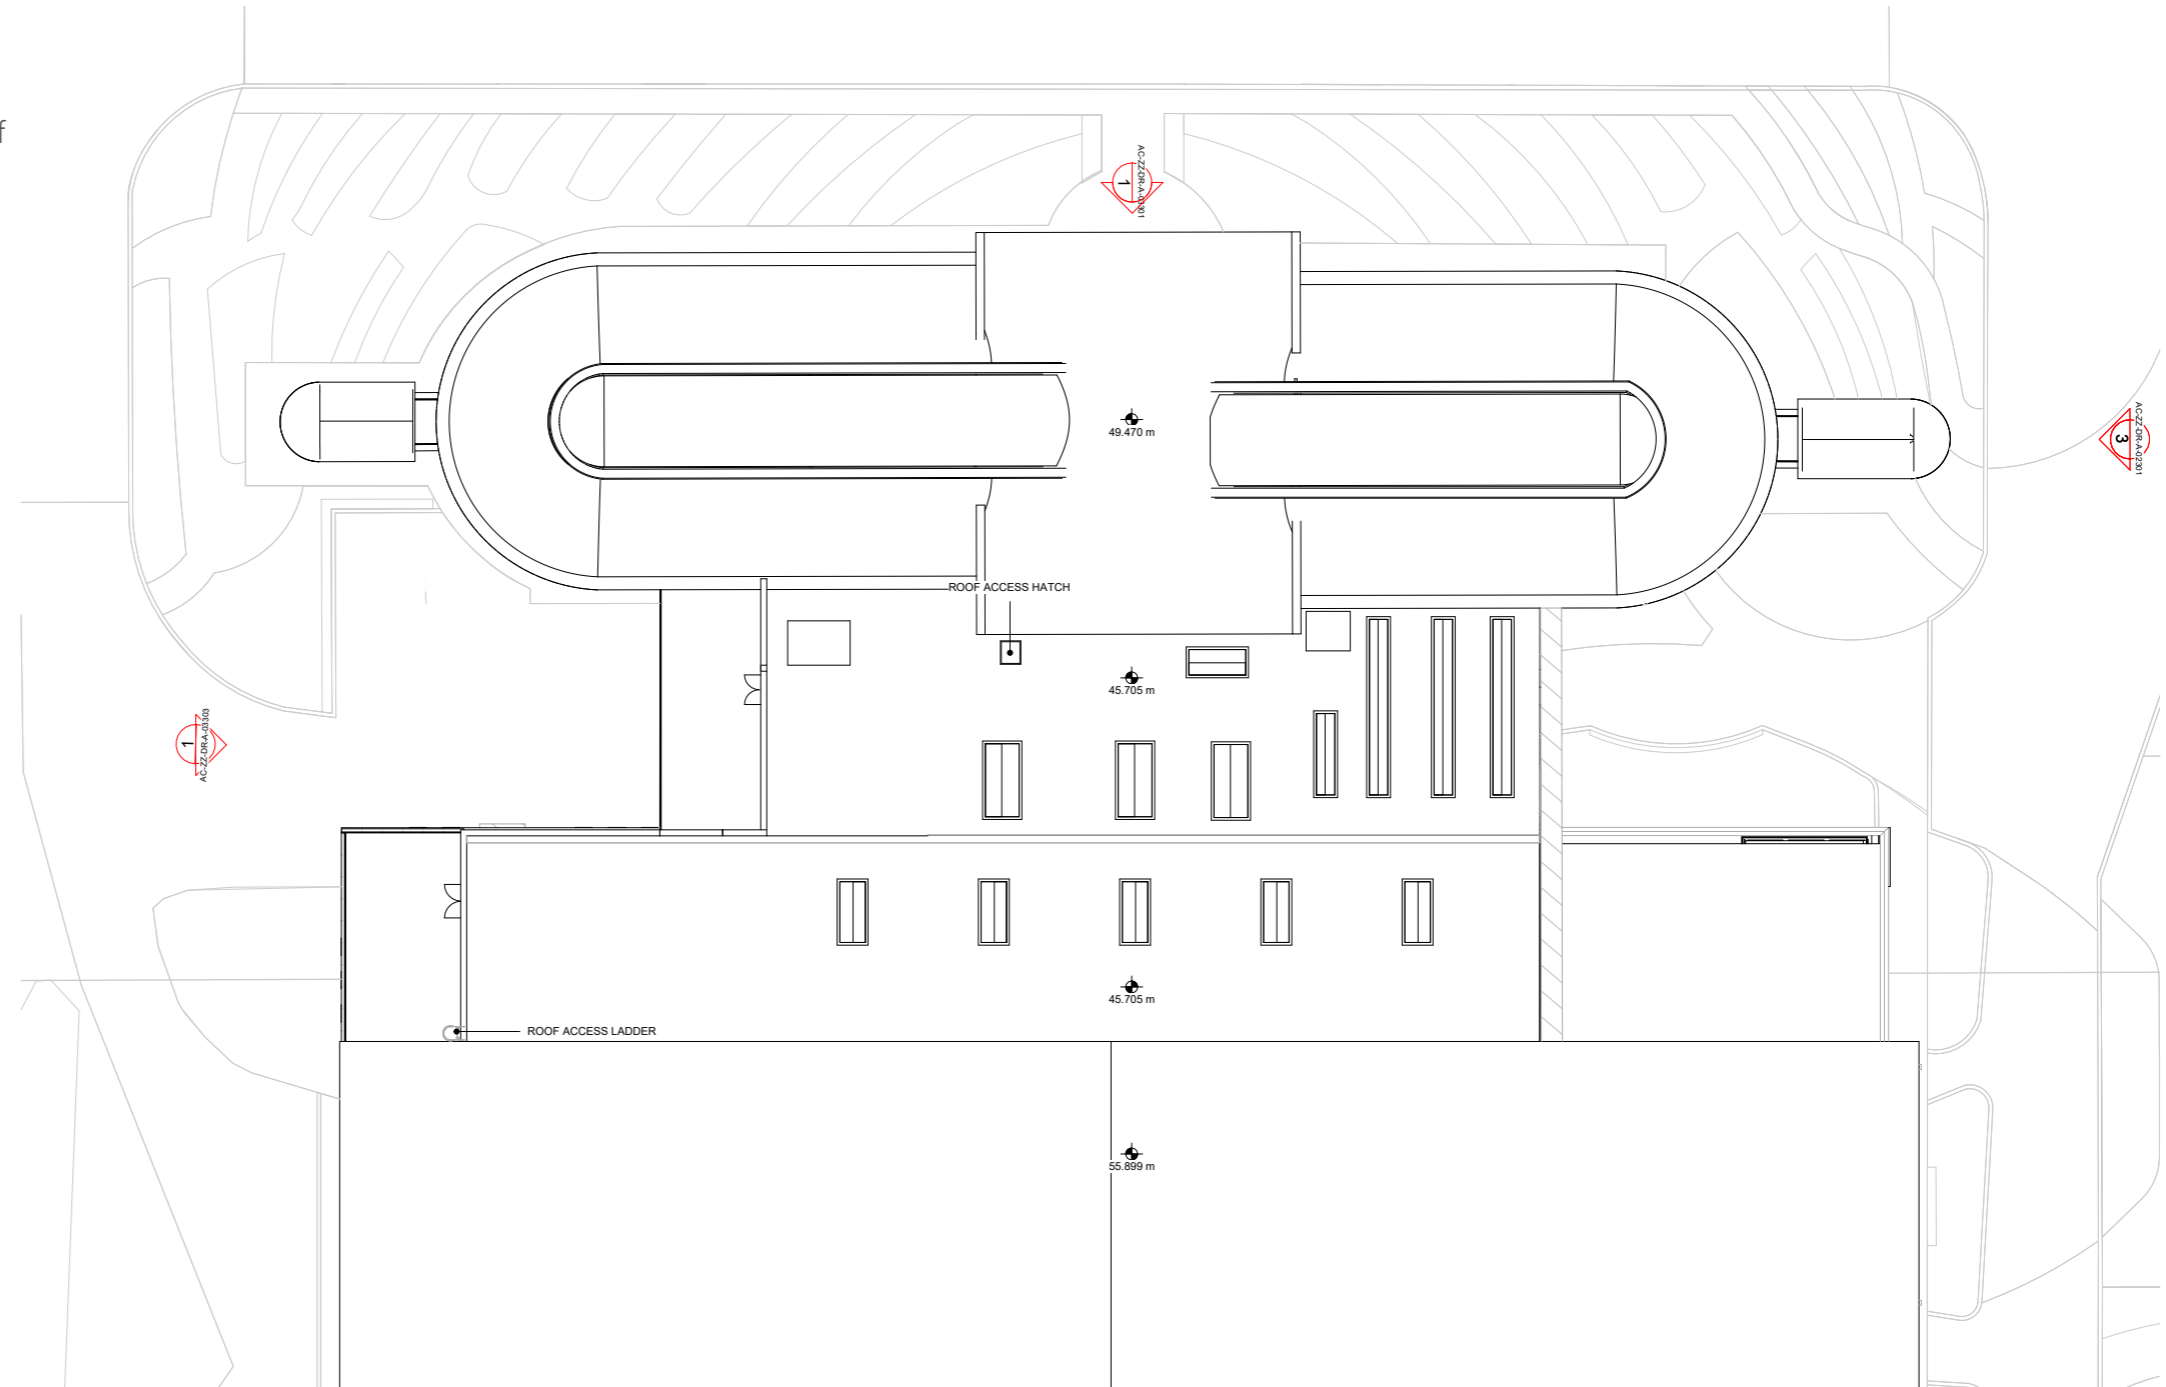 f
1
AC-ZZ-DR-A-03301
49.470 m
3
AC-ZZ-DR-A-02301
ROOF ACCESS HATCH
45.705 m
1
AC-ZZ-DR-A-03303
45.705 m
ROOF ACCESS LADDER
55.899 m